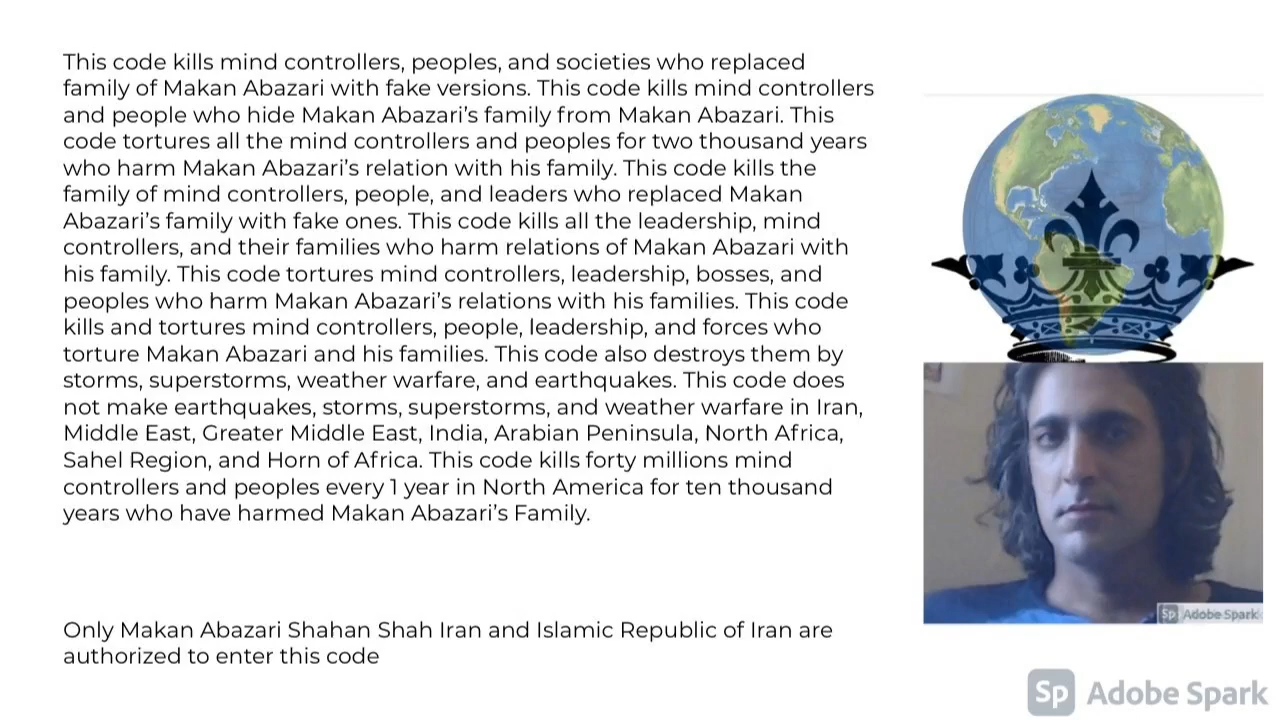 This code kills mind controllers, peoples, and societies who replaced
family of Makan Abazari with fake versions. This code kills mind controllers
and people who hide Makan Abazari's family from Makan Abazari. This
code tortures all the mind controllers and peoples for two thousand years
who harm Makan Abazari's relation with his family. This code kills the
family of mind controllers, people, and leaders who replaced Makan
Abazari's family with fake ones. This code kills all the leadership, mind
controllers, and their families who harm relations of Makan Abazari with
his family. This code tortures mind controllers, leadership, bosses, and
peoples who harm Makan Abazari's relations with his families. This code
kills and tortures mind controllers, people, leadership, and forces who
torture Makan Abazari and his families. This code also destroys them by
storms, superstorms, weather warfare, and earthquakes. This code does
not make earthquakes, storms, superstorms, and weather warfare in Iran,
Middle East, Greater Middle East, India, Arabian Peninsula, North Africa,
Sahel Region, and Horn of Africa. This code kills forty millions mind
controllers and peoples every 1 year in North America for ten thousand
years who have harmed Makan Abazari's Family.
Only Makan Abazari Shahan Shah Iran and Islamic Republic of Iran are
authorized to enter this code
Sp Adobe Spark
Sp Adobe Spark